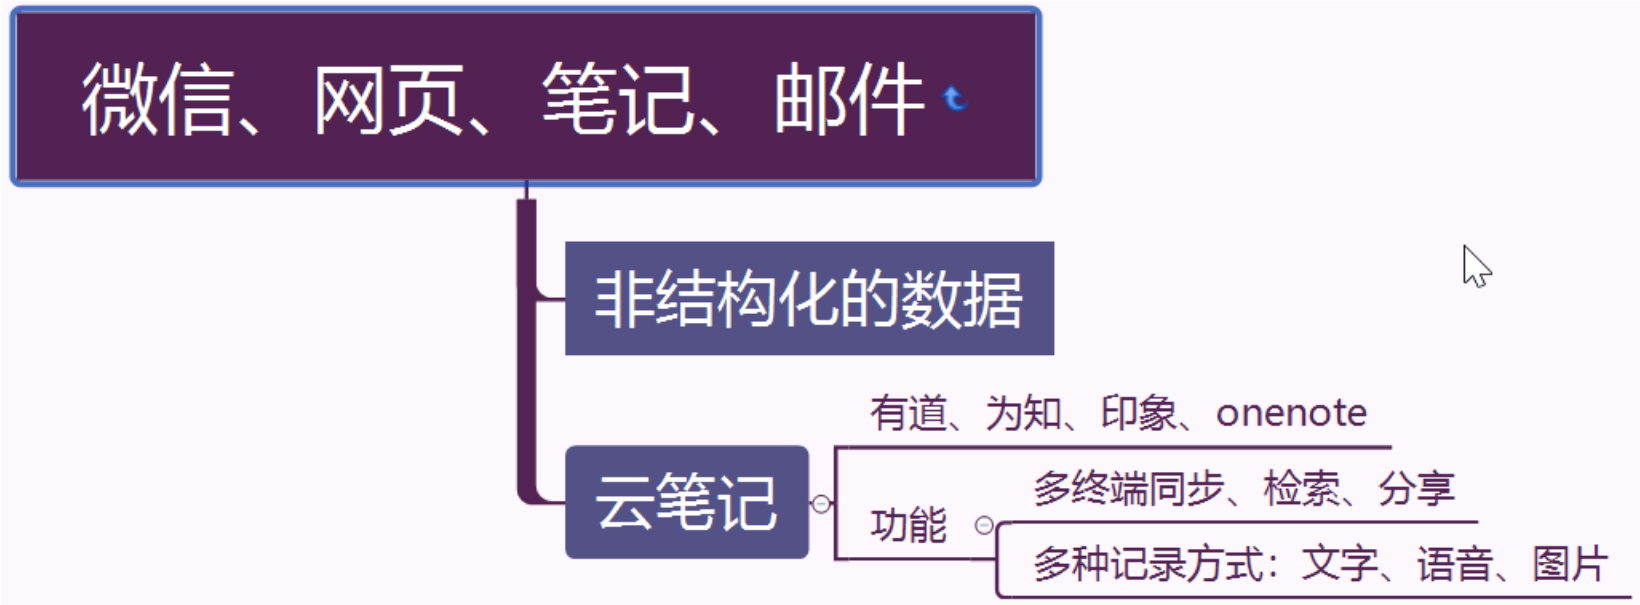 微信、网页、笔记、邮件
非结构化的数据
云笔记
有道、为知、印象、onenote
功能
多终端同步、检索、分享
多种记录方式：文字、语音、图片